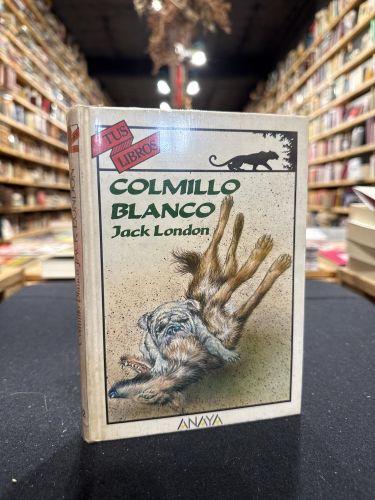 TUS
LIBROS
COLMILLO
BLANCO
Jack London
ANAYA